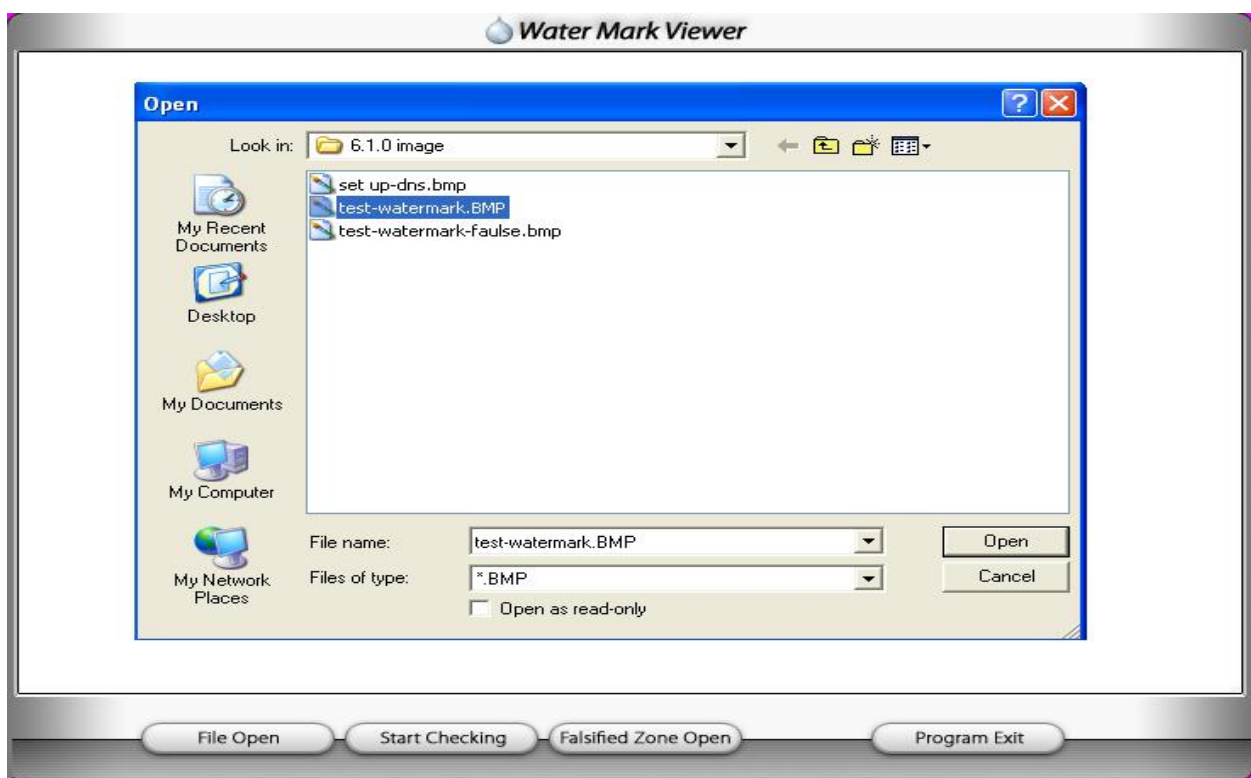 Water Mark Viewer
Open
Look in: 6.1.0 image
set up-dns.bmp
test-watermark.BMP
test-watermark-faulse.bmp
My Recent
Documents
Desktop
My Documents
My Computer
My Network
Places
File name: test-watermark.BMP Open
Files of type: *.BMP Cancel
Open as read-only
File Open Start Checking Falsified Zone Open Program Exit